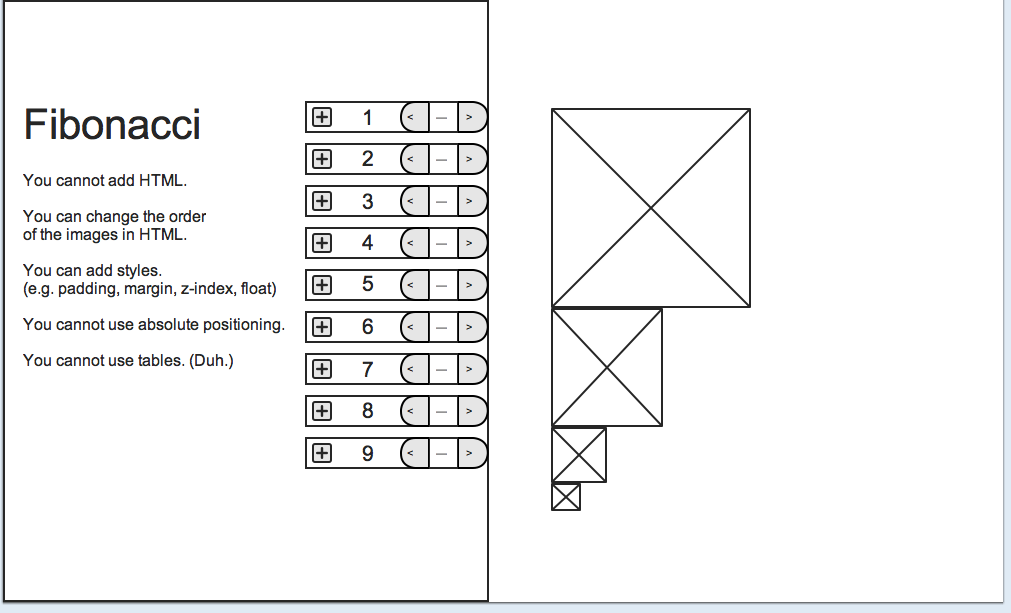 Fibonacci
You cannot add HTML.
You can change the order
of the images in HTML.
You can add styles.
(e.g. padding, margin, z-index, float)
You cannot use absolute positioning.
You cannot use tables. (Duh.)
+ 1 < — >
+ 2 < — >
+ 3 < — >
+ 4 < — >
+ 5 < — >
+ 6 < — >
+ 7 < — >
+ 8 < — >
+ 9 < — >